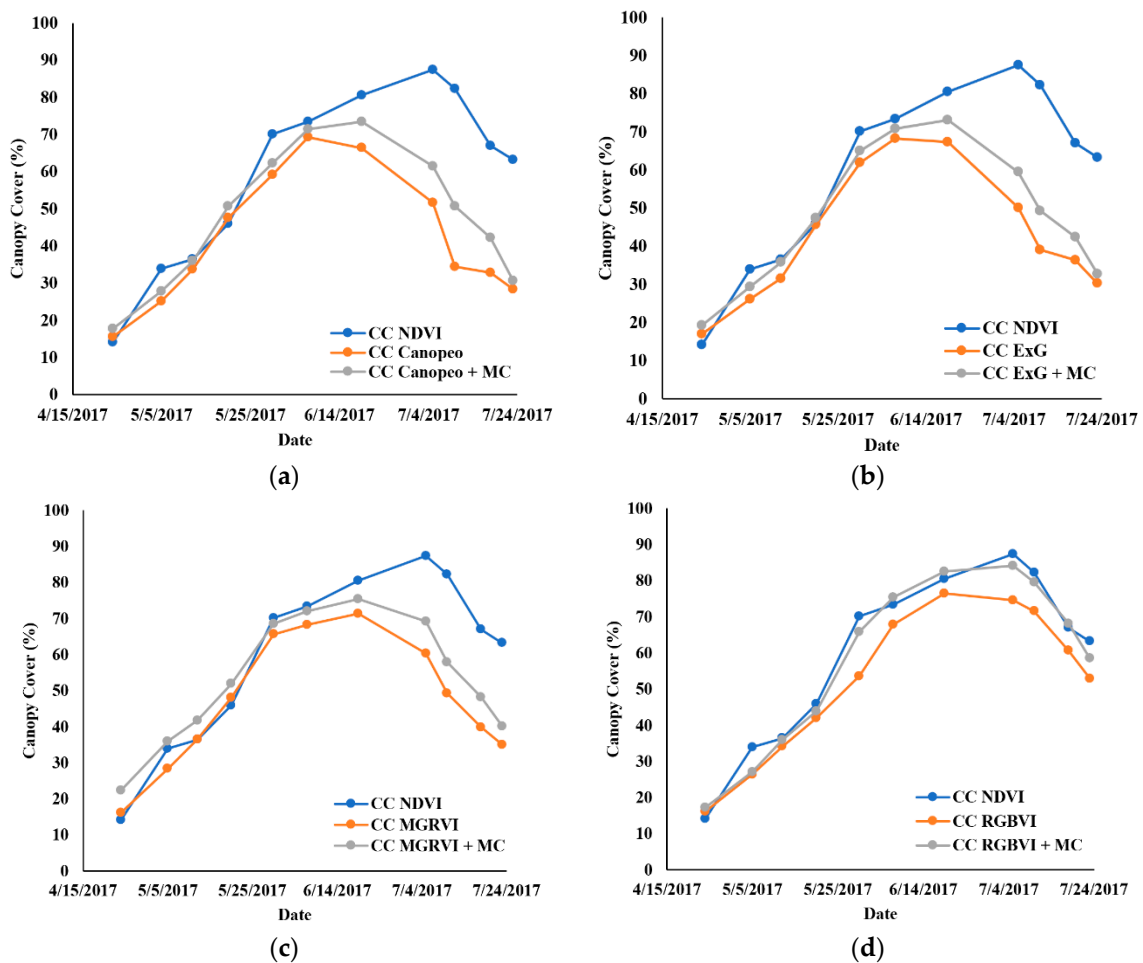 100
90
80
70
60
50
40
30
20
10
0
Canopy Cover (%)
CC NDVI
CC Canopeo
CC Canopeo + MC
4/15/2017 5/5/2017 5/25/2017 6/14/2017 7/4/2017 7/24/2017
Date
(a)
100
90
80
70
60
50
40
30
20
10
0
Canopy Cover (%)
CC NDVI
CC ExG
CC ExG + MC
4/15/2017 5/5/2017 5/25/2017 6/14/2017 7/4/2017 7/24/2017
Date
(b)
100
90
80
70
60
50
40
30
20
10
0
Canopy Cover (%)
CC NDVI
CC MGRVI
CC MGRVI + MC
4/15/2017 5/5/2017 5/25/2017 6/14/2017 7/4/2017 7/24/2017
Date
(c)
100
90
80
70
60
50
40
30
20
10
0
Canopy Cover (%)
CC NDVI
CC RGBVI
CC RGBVI + MC
4/15/2017 5/5/2017 5/25/2017 6/14/2017 7/4/2017 7/24/2017
Date
(d)